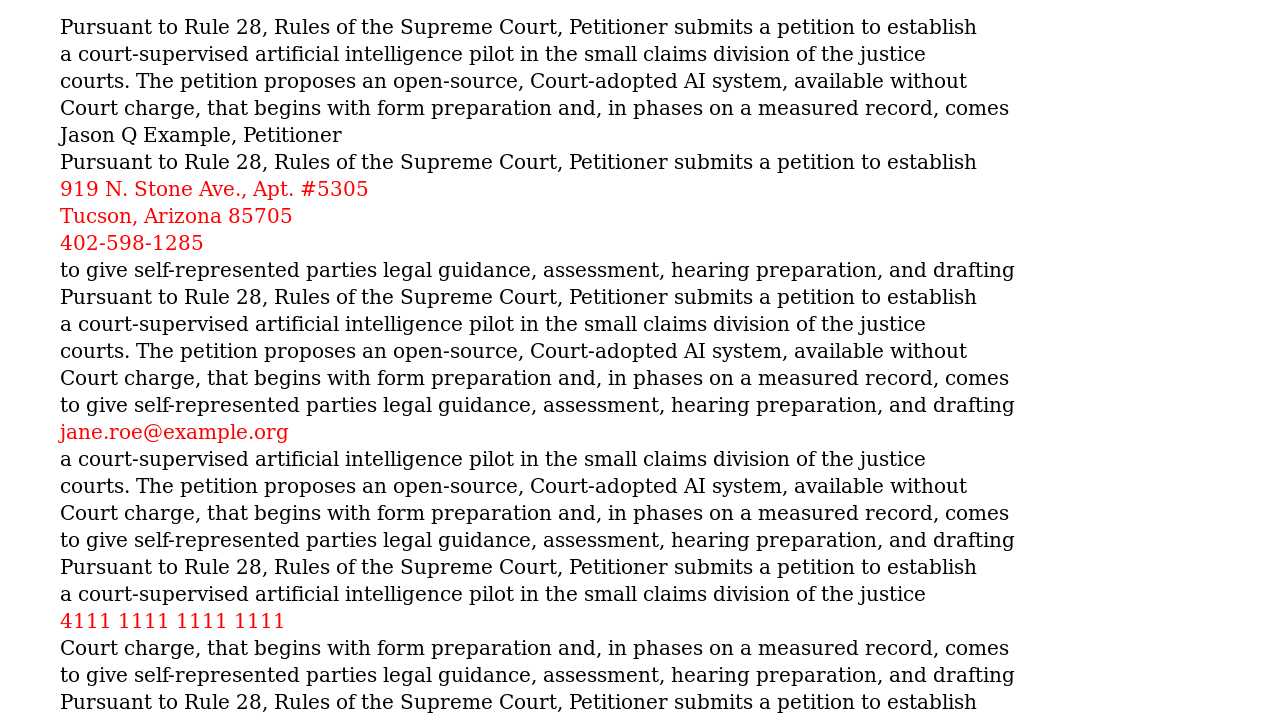 Pursuant to Rule 28, Rules of the Supreme Court, Petitioner submits a petition to establish
a court-supervised artificial intelligence pilot in the small claims division of the justice
courts. The petition proposes an open-source, Court-adopted AI system, available without
Court charge, that begins with form preparation and, in phases on a measured record, comes
Jason Q Example, Petitioner
Pursuant to Rule 28, Rules of the Supreme Court, Petitioner submits a petition to establish
919 N. Stone Ave., Apt. #5305
Tucson, Arizona 85705
402-598-1285
to give self-represented parties legal guidance, assessment, hearing preparation, and drafting
Pursuant to Rule 28, Rules of the Supreme Court, Petitioner submits a petition to establish
a court-supervised artificial intelligence pilot in the small claims division of the justice
courts. The petition proposes an open-source, Court-adopted AI system, available without
Court charge, that begins with form preparation and, in phases on a measured record, comes
to give self-represented parties legal guidance, assessment, hearing preparation, and drafting
jane.roe@example.org
a court-supervised artificial intelligence pilot in the small claims division of the justice
courts. The petition proposes an open-source, Court-adopted AI system, available without
Court charge, that begins with form preparation and, in phases on a measured record, comes
to give self-represented parties legal guidance, assessment, hearing preparation, and drafting
Pursuant to Rule 28, Rules of the Supreme Court, Petitioner submits a petition to establish
a court-supervised artificial intelligence pilot in the small claims division of the justice
4111 1111 1111 1111
Court charge, that begins with form preparation and, in phases on a measured record, comes
to give self-represented parties legal guidance, assessment, hearing preparation, and drafting
Pursuant to Rule 28, Rules of the Supreme Court, Petitioner submits a petition to establish